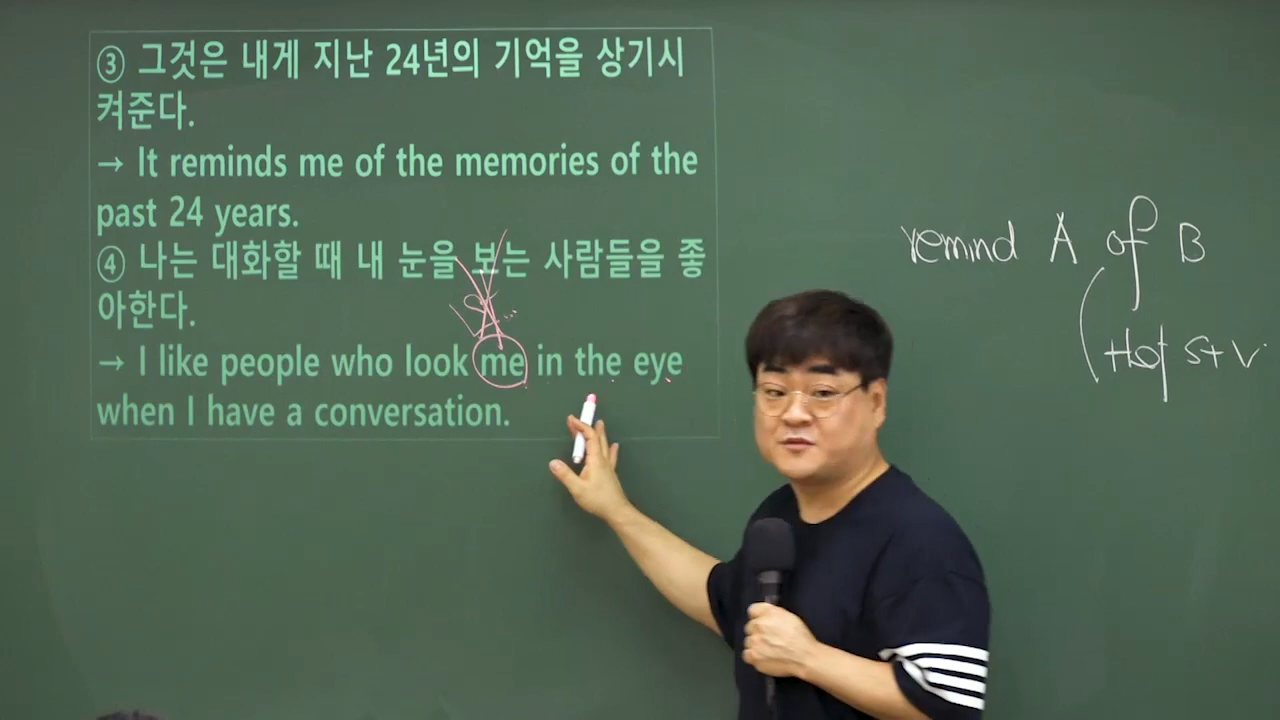 ③ 그것은 내게 지난 24년의 기억을 상기시
켜준다.
→ It reminds me of the memories of the
past 24 years.
④ 나는 대화할 때 내 눈을 보는 사람들을 좋
아한다.
→ I like people who look me in the eye
when I have a conversation.
remind A of B
that S+V